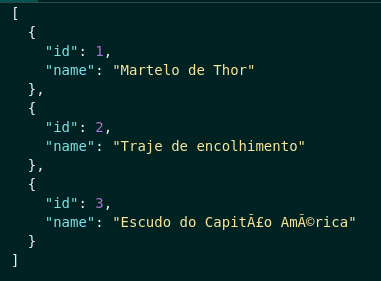 [
  {
    "id": 1,
    "name": "Martelo de Thor"
  },
  {
    "id": 2,
    "name": "Traje de encolhimento"
  },
  {
    "id": 3,
    "name": "Escudo do CapitÃ£o AmÃ©rica"
  }
]